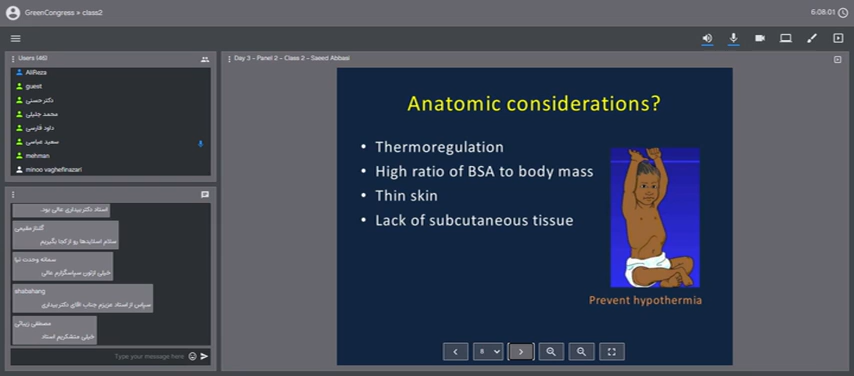 GreenCongress » class2
6:08.01
Users (46)
AliReza
guest
دکتر حسنی
محمد جلیلی
داود فارسی
سعید عباسی
mehman
minoo vaghefinazari
استاد دکتر بیداری عالی بود.
گلناز مقیمی
سلام اسلایدها رو از کجا بگیریم
سمانه وحدت نیا
خیلی ازتون سپاسگزارم عالی
shabahang
سپاس از استاد عزیزم جناب اقای دکتر بیداری
مصطفی زیبائی
خیلی متشکریم استاد
Type your message here
Day 3 – Panel 2 – Class 2 – Saeed Abbasi
Anatomic considerations?
• Thermoregulation
• High ratio of BSA to body mass
• Thin skin
• Lack of subcutaneous tissue
Prevent hypothermia
8